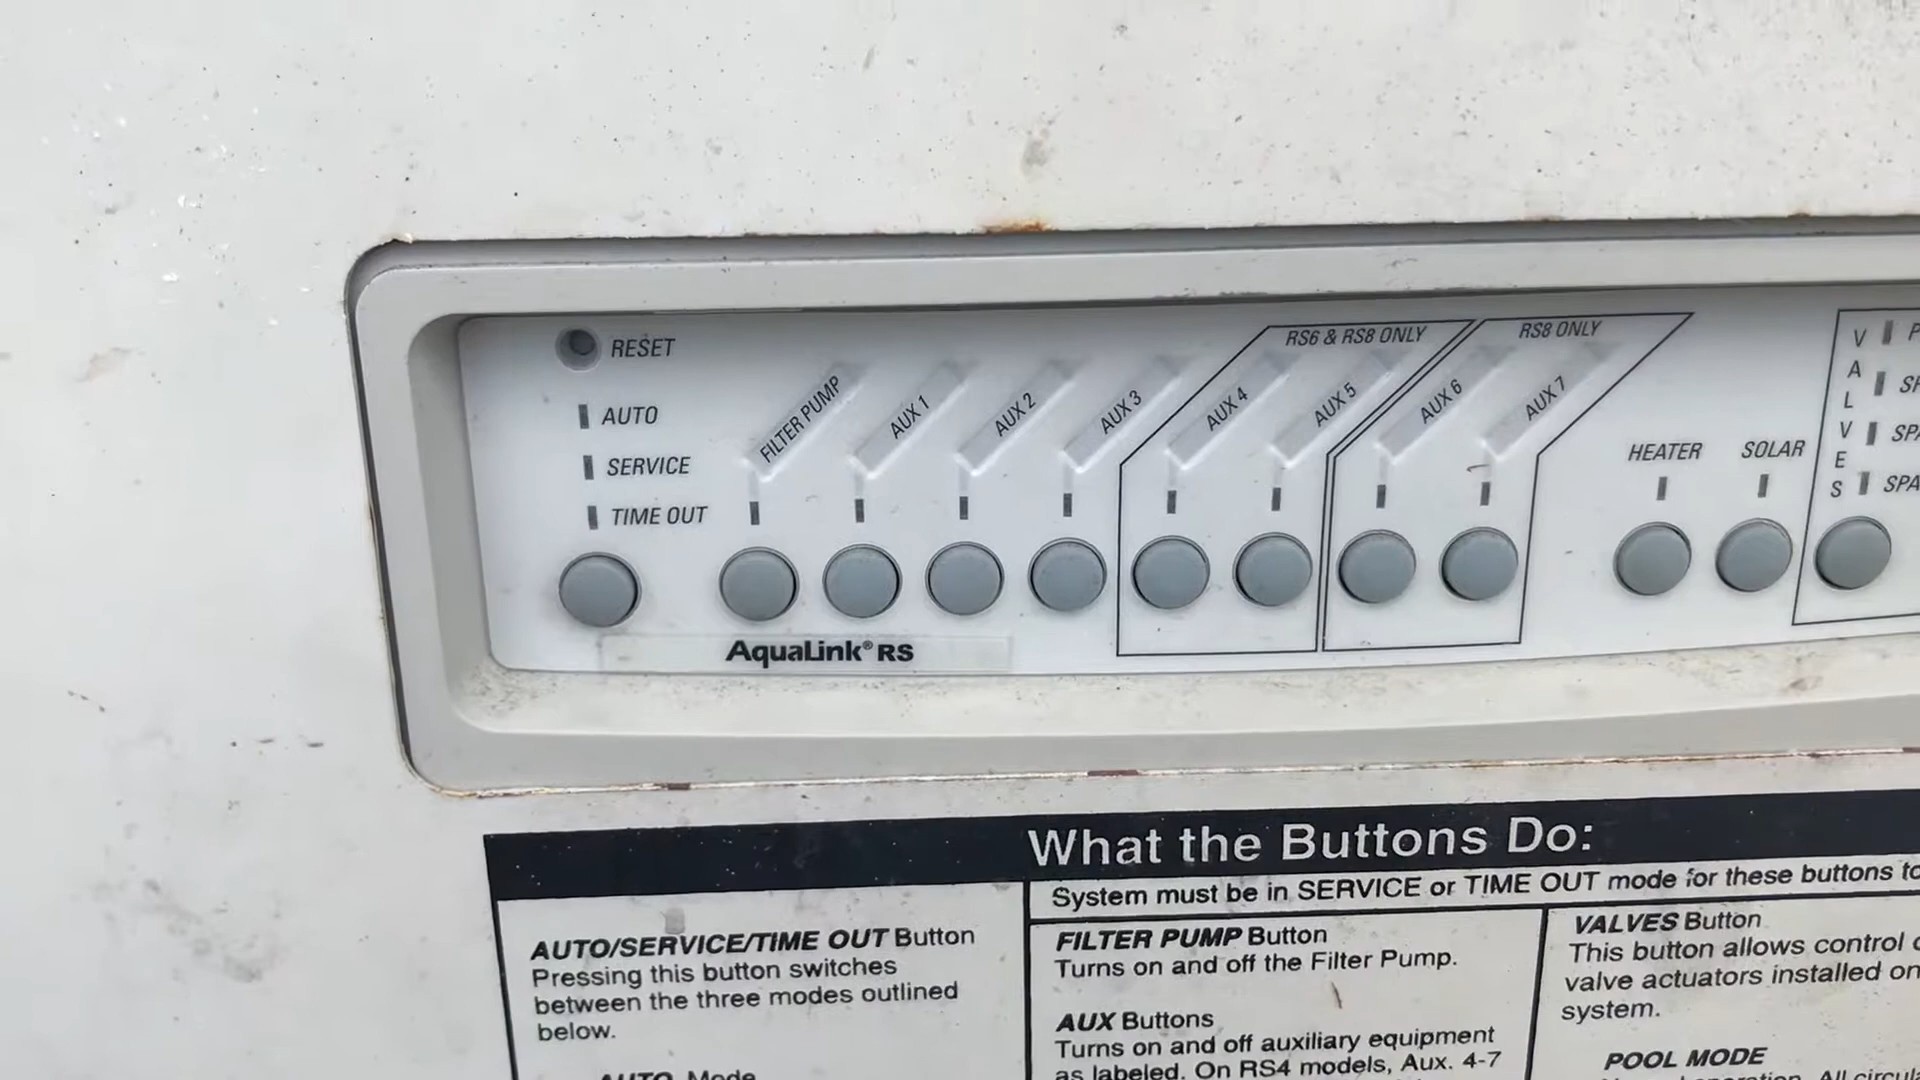 RESET
AUTO
SERVICE
TIME OUT
FILTER PUMP
AUX 1
AUX 2
AUX 3
RS6 & RS8 ONLY
AUX 4
AUX 5
RS8 ONLY
AUX 6
AUX 7
HEATER
SOLAR
VALVES
AquaLink® RS
What the Buttons Do:
System must be in SERVICE or TIME OUT mode for these buttons
AUTO/SERVICE/TIME OUT Button
Pressing this button switches
between the three modes outlined
below.
AUTO Mode
FILTER PUMP Button
Turns on and off the Filter Pump.
AUX Buttons
Turns on and off auxiliary equipment
as labeled. On RS4 models, Aux. 4-7
VALVES Button
This button allows control
valve actuators installed on
system.
POOL MODE